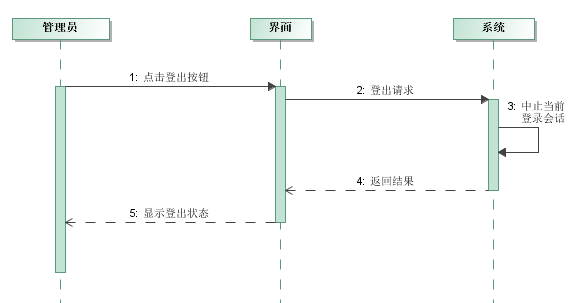 管理员
界面
系统
1: 点击登出按钮
2: 登出请求
3: 中止当前
登录会话
4: 返回结果
5: 显示登出状态